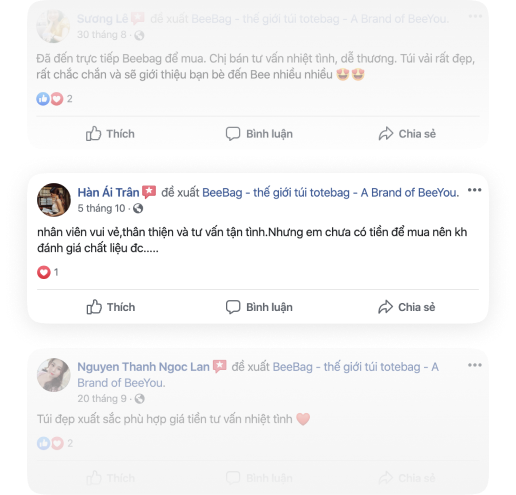 Sương Lê đề xuất BeeBag - thế giới túi totebag - A Brand of BeeYou.
30 tháng 8 ·
Đã đến trực tiếp Beebag để mua. Chị bán tư vấn nhiệt tình, dễ thương. Túi vải rất đẹp,
rất chắc chắn và sẽ giới thiệu bạn bè đến Bee nhiều nhiều 😍😍
2
Thích Bình luận Chia sẻ
Hàn Ái Trân đề xuất BeeBag - thế giới túi totebag - A Brand of BeeYou.
5 tháng 10 ·
nhân viên vui vẻ,thân thiện và tư vấn tận tình.Nhưng em chưa có tiền để mua nên kh
đánh giá chất liệu đc.....
1
Thích Bình luận Chia sẻ
Nguyen Thanh Ngoc Lan đề xuất BeeBag - thế giới túi totebag - A
Brand of BeeYou.
20 tháng 9 ·
Túi đẹp xuất sắc phù hợp giá tiền tư vấn nhiệt tình ❤️
2
Thích Bình luận Chia sẻ